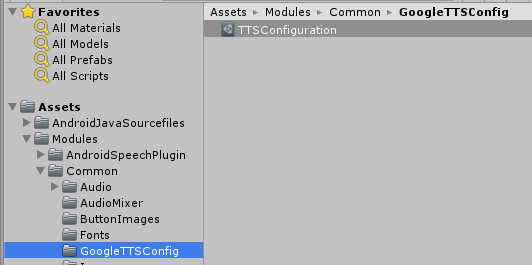 Favorites
All Materials
All Models
All Prefabs
All Scripts
Assets
AndroidJavaSourcefiles
Modules
AndroidSpeechPlugin
Common
Audio
AudioMixer
ButtonImages
Fonts
GoogleTTSConfig
Assets ▸ Modules ▸ Common ▸ GoogleTTSConfig
TTSConfiguration